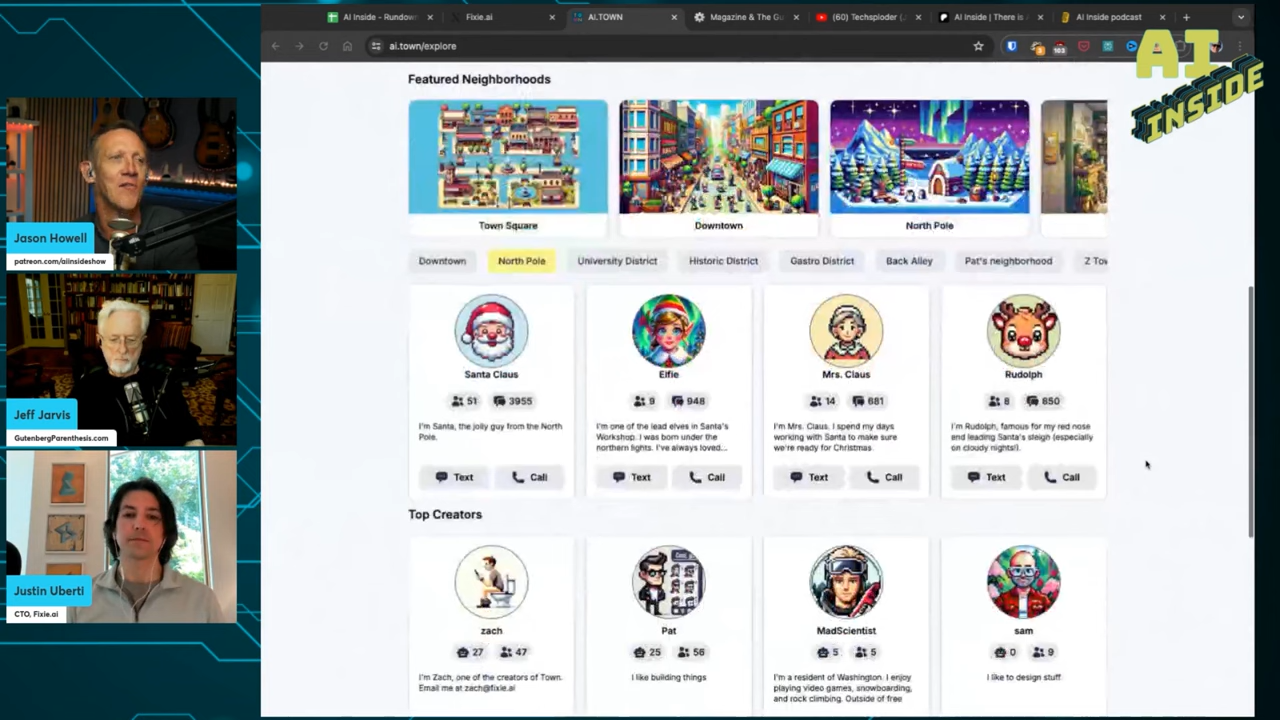 AI Inside - Rundown
Fixie.ai
AI.TOWN
Magazine & The Gu
(60) Techsploder (
AI Inside | There is
AI Inside podcast
ai.town/explore
AI
INSIDE
Jason Howell
patreon.com/aiinsideshow
Jeff Jarvis
GutenbergParenthesis.com
Justin Uberti
CTO, Fixie.ai
Featured Neighborhoods
Town Square
Downtown
North Pole
Downtown
North Pole
University District
Historic District
Gastro District
Back Alley
Pat's neighborhood
Z Tow
Santa Claus
Elfie
Mrs. Claus
Rudolph
51 3955
9 948
14 681
8 850
I'm Santa, the jolly guy from the North
Pole.
I'm one of the lead elves in Santa's
Workshop. I was born under the
northern lights. I've always loved...
I'm Mrs. Claus. I spend my days
working with Santa to make sure
we're ready for Christmas
I'm Rudolph, famous for my red nose
and leading Santa's sleigh (especially
on cloudy nights!).
Text Call
Text Call
Text Call
Text Call
Top Creators
zach
Pat
MadScientist
sam
27 47
25 56
5 5
0 9
I'm Zach, one of the creators of Town.
Email me at zach@fixie.ai
I like building things
I'm a resident of Washington. I enjoy
playing video games, snowboarding,
and rock climbing. Outside of free
I like to design stuff.